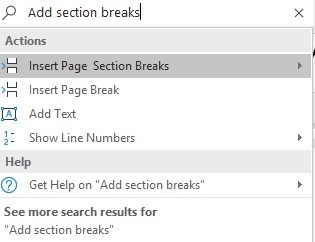 Add section breaks
Actions
Insert Page  Section Breaks
Insert Page Break
Add Text
Show Line Numbers
Help
Get Help on "Add section breaks"
See more search results for
"Add section breaks"